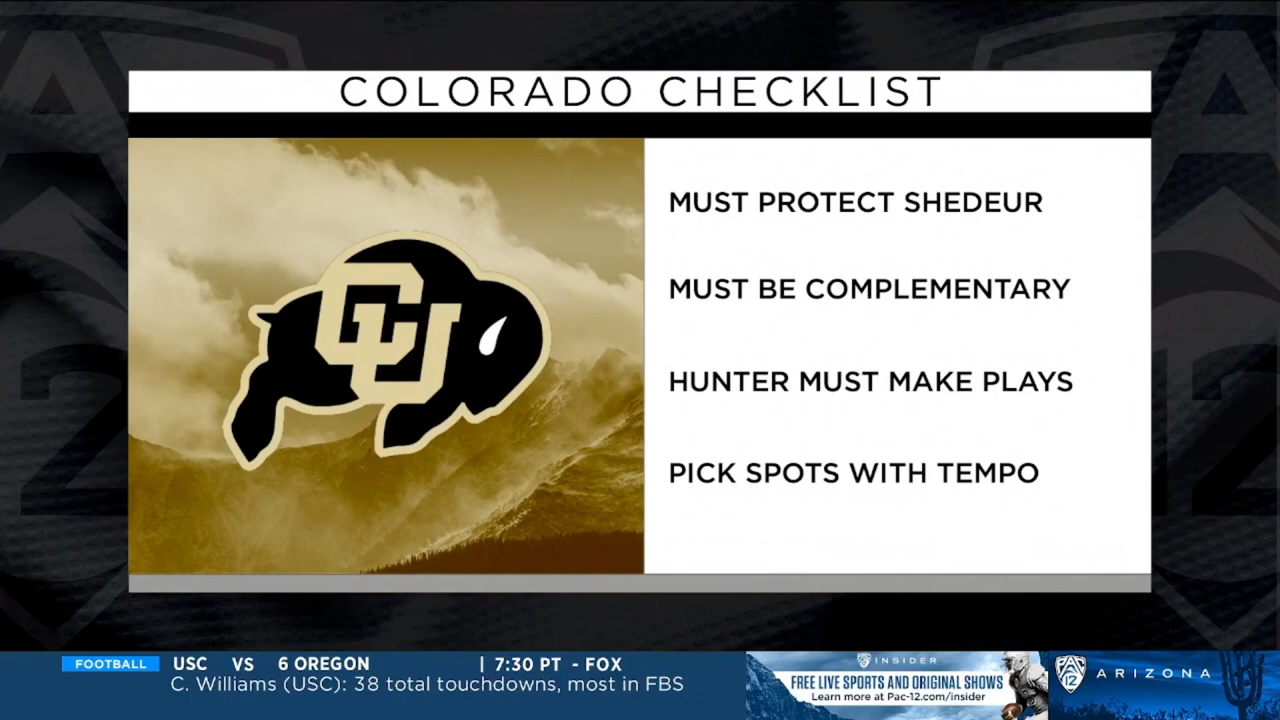 COLORADO CHECKLIST
CU
MUST PROTECT SHEDEUR
MUST BE COMPLEMENTARY
HUNTER MUST MAKE PLAYS
PICK SPOTS WITH TEMPO
FOOTBALL USC VS 6 OREGON | 7:30 PT - FOX
C. Williams (USC): 38 total touchdowns, most in FBS
INSIDER
FREE LIVE SPORTS AND ORIGINAL SHOWS
Learn more at Pac-12.com/insider
PAC 12 ARIZONA